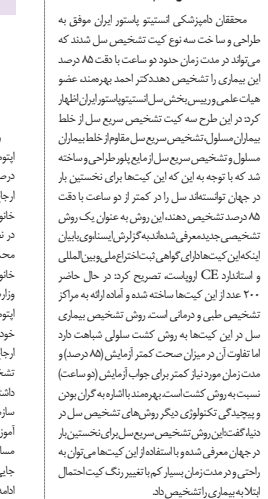 محققان دامپزشکی انستیتو پاستور ایران موفق به
طراحی و سا خت سه نوع کیت تشخیص سل شدند که
می‌تواند در مدت زمان حدود دو ساعت با دقت ۸۵ درصد
این بیماری را تشخیص دهد.دکتر احمد بهرمند، عضو
هیات علمی و رییس بخش سل انستیتوپاستور ایران اظهار
کرد: در این طرح سه کیت تشخیص سریع سل از خلط
بیماران مسلول، تشخیص سریع سل مقاوم از خلط بیماران
مسلول و تشخیص سریع سل از مایع پلور طراحی و ساخته
شد که با توجه به این که این کیت‌ها برای نخستین بار
در جهان توانسته‌اند سل را در کمتر از دو ساعت با دقت
۸۵ درصد تشخیص دهند، این روش به عنوان یک روش
تشخیصی جدید معرفی شده‌اند.به گزارش ایسنا،وی با بیان
اینکه این کیت‌ها دارای گواهی ثبت اختراع ملی و بین‌المللی
و استاندارد CE اروپاست، تصریح کرد: در حال حاضر
۲۰۰ عدد از این کیت‌ها ساخته شده و آماده ارائه به مراکز
تشخیص طبی و درمانی است. روش تشخیص بیماری
سل در این کیت‌ها به روش کشت سلولی شباهت دارد
اما تفاوت آن در میزان صحت کمتر آزمایش (۸۵ درصد) و
مدت زمان مورد نیاز کمتر برای جواب آزمایش (دو ساعت)
نسبت به روش کشت است. بهرمند با اشاره به گران بودن
و پیچیدگی تکنولوژی دیگر روش‌های تشخیص سل در
دنیا، گفت: این روش تشخیص سریع سل برای نخستین بار
در جهان معرفی شده و با استفاده از این کیت‌ها می‌توان به
راحتی و در مدت زمان بسیار کم با تغییر رنگ کیت احتمال
ابتلا به بیماری را تشخیص داد.